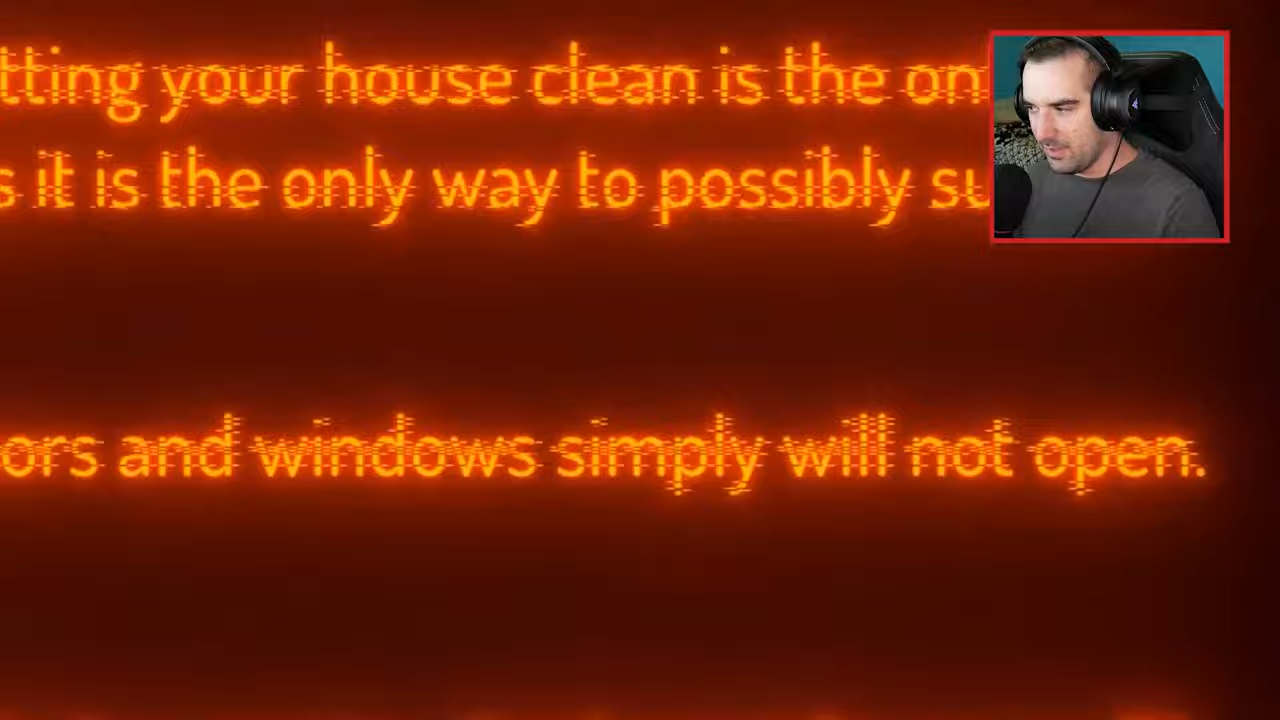 tting your house clean is the on
s it is the only way to possibly su
ors and windows simply will not open.